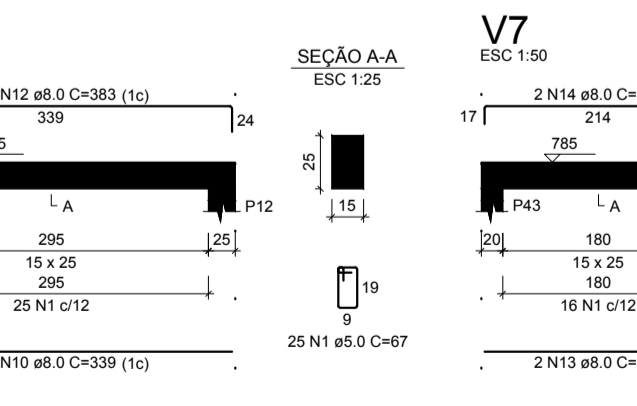 N12 ø8.0 C=383 (1c)
339
24
5
A
P12
295
25
15 x 25
295
25 N1 c/12
N10 ø8.0 C=339 (1c)
SEÇÃO A-A
ESC 1:25
25
15
19
9
25 N1 ø5.0 C=67
V7
ESC 1:50
2 N14 ø8.0 C=
17
214
785
P43
A
20
180
15 x 25
180
16 N1 c/12
2 N13 ø8.0 C=